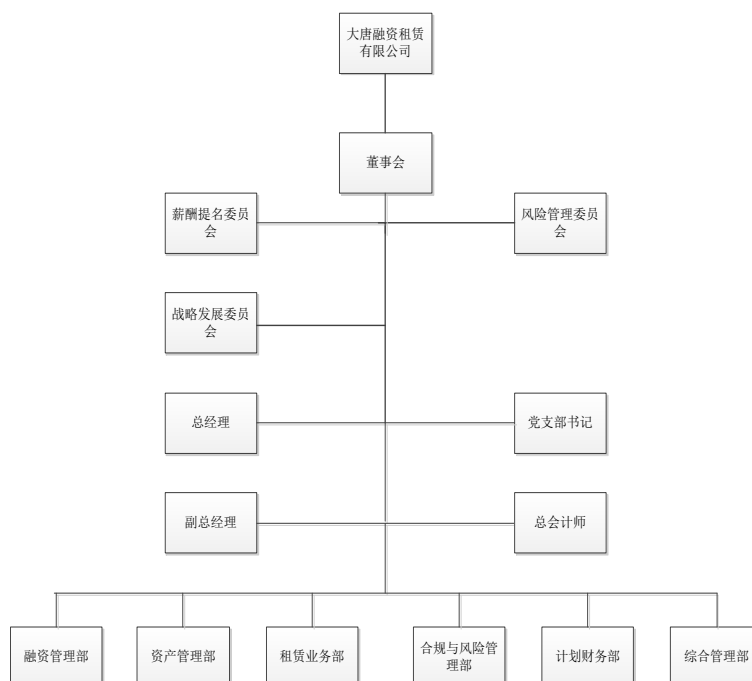 大唐融资租赁
有限公司
董事会
薪酬提名委员
会
风险管理委员
会
战略发展委员
会
总经理
党支部书记
副总经理
总会计师
融资管理部
资产管理部
租赁业务部
合规与风险管
理部
计划财务部
综合管理部